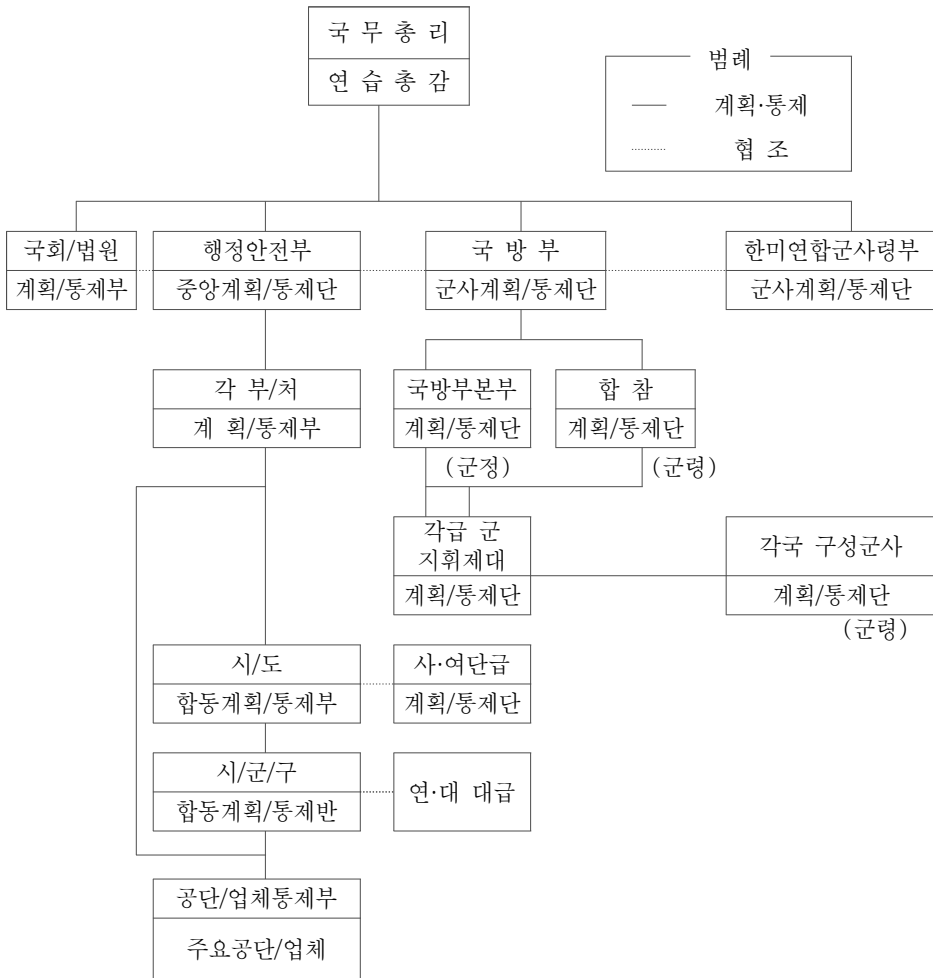 국 무 총 리
연 습 총 감
범례
계획·통제
협 조
국회/법원
계획/통제부
행정안전부
중앙계획/통제단
국 방 부
군사계획/통제단
한미연합군사령부
군사계획/통제단
각 부/처
계 획/통제부
국방부본부
계획/통제단
(군정)
합 참
계획/통제단
(군령)
각급 군
지휘제대
계획/통제단
각국 구성군사
계획/통제단
(군령)
시/도
합동계획/통제부
사·여단급
계획/통제단
시/군/구
합동계획/통제반
연·대 대급
공단/업체통제부
주요공단/업체